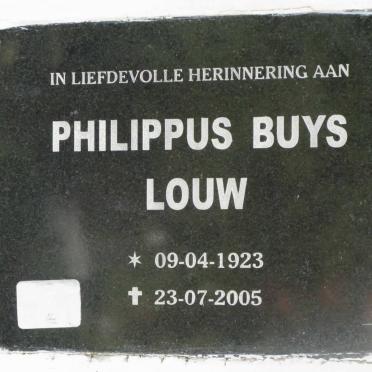 IN LIEFDEVOLLE HERINNERING AAN
PHILIPPUS BUYS
LOUW
* 09-04-1923
✝ 23-07-2005